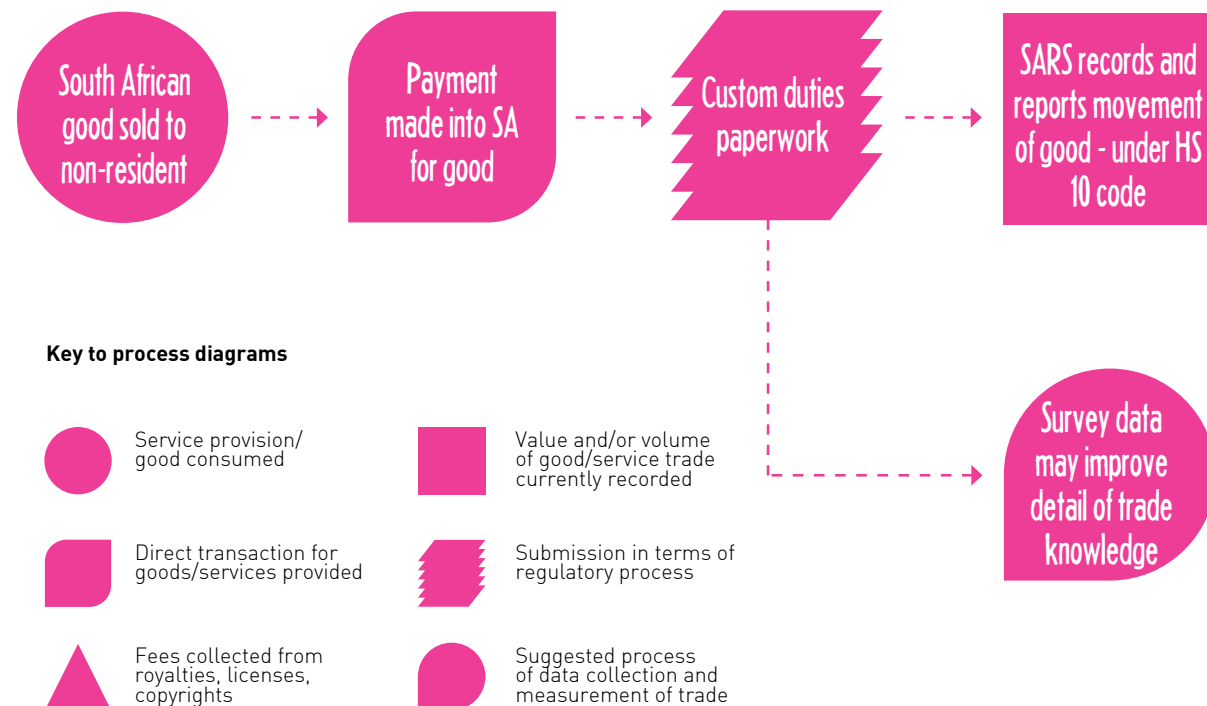 South African
good sold to
non-resident
Payment
made into SA
for good
Custom duties
paperwork
SARS records and
reports movement
of good - under HS
10 code
Survey data
may improve
detail of trade
knowledge
Key to process diagrams
Service provision/
good consumed
Value and/or volume
of good/service trade
currently recorded
Direct transaction for
goods/services provided
Submission in terms of
regulatory process
Fees collected from
royalties, licenses,
copyrights
Suggested process
of data collection and
measurement of trade